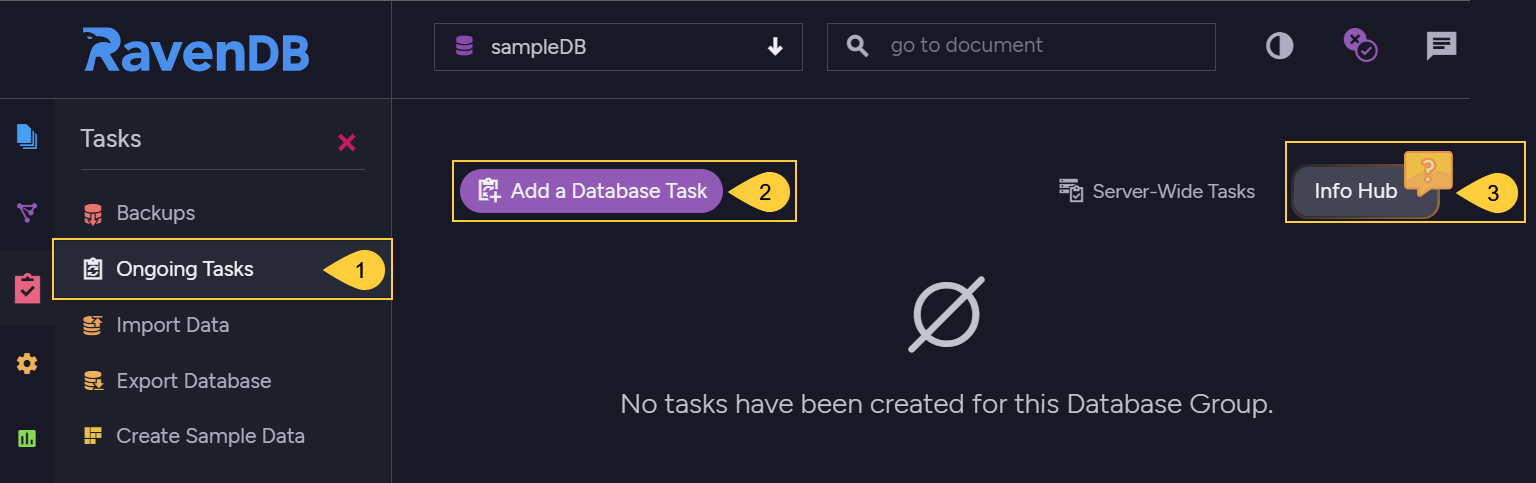 RavenDB
sampleDB
go to document
Tasks
Backups
Ongoing Tasks
1
Import Data
Export Database
Create Sample Data
Add a Database Task
2
Server-Wide Tasks
Info Hub
?
3
No tasks have been created for this Database Group.